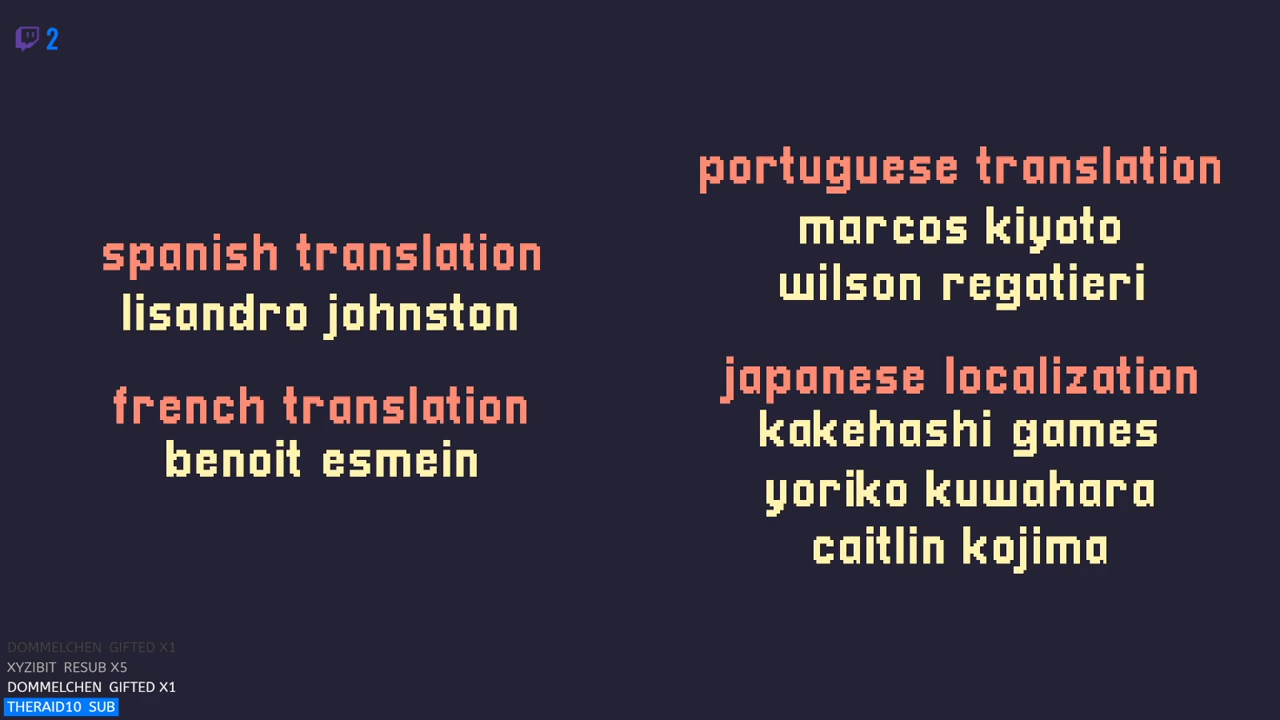 2
spanish translation
lisandro johnston
french translation
benoit esmein
portuguese translation
marcos kiyoto
wilson regatieri
japanese localization
kakehashi games
yoriko kuwahara
caitlin kojima
DOMMELCHEN GIFTED X1
XYZIBIT RESUB X5
DOMMELCHEN GIFTED X1
THERAID10 SUB